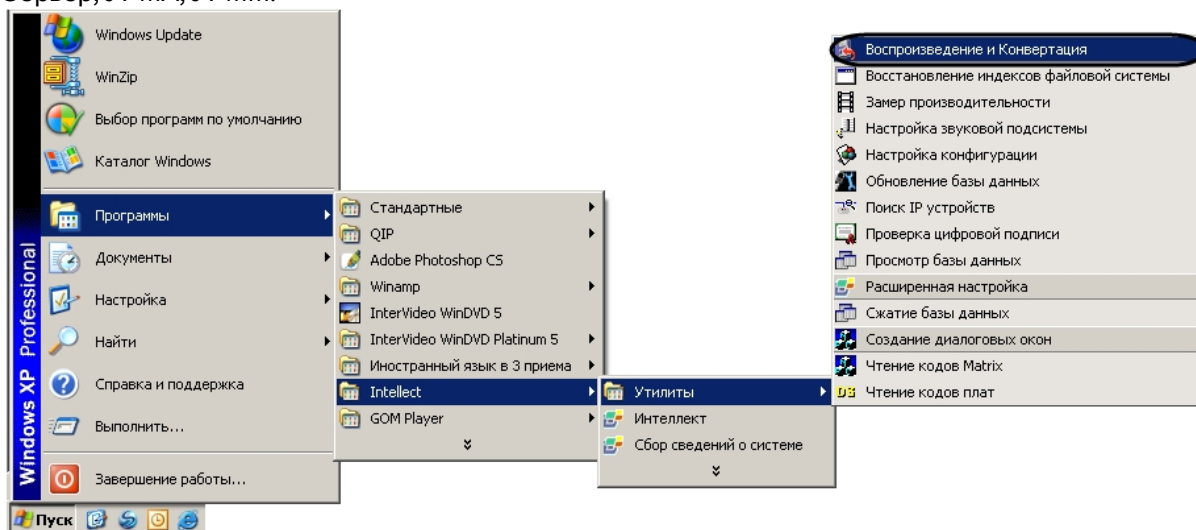 Windows Update
WinZip
Выбор программ по умолчанию
Каталог Windows
Программы
Документы
Настройка
Найти
Справка и поддержка
Выполнить...
Завершение работы...
Windows XP Professional
Пуск
Стандартные
QIP
Adobe Photoshop CS
Winamp
InterVideo WinDVD 5
InterVideo WinDVD Platinum 5
Иностранный язык в 3 приема
Intellect
GOM Player
Утилиты
Интеллект
Сбор сведений о системе
Воспроизведение и Конвертация
Восстановление индексов файловой системы
Замер производительности
Настройка звуковой подсистемы
Настройка конфигурации
Обновление базы данных
Поиск IP устройств
Проверка цифровой подписи
Просмотр базы данных
Расширенная настройка
Сжатие базы данных
Создание диалоговых окон
Чтение кодов Matrix
Чтение кодов плат